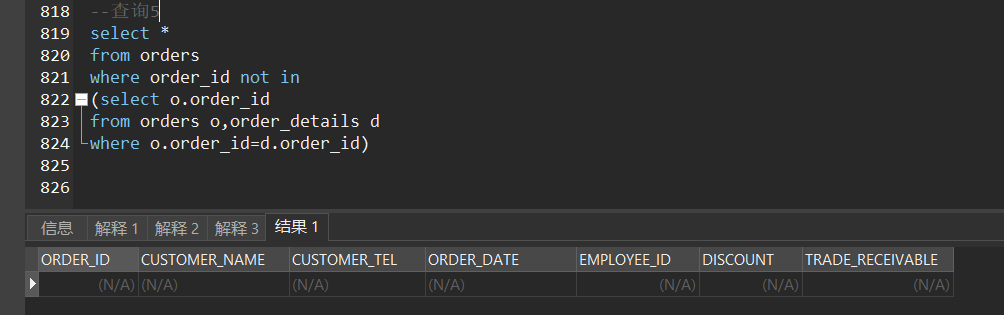 818 --查询5
819 select *
820 from orders
821 where order_id not in
822 (select o.order_id
823 from orders o,order_details d
824 where o.order_id=d.order_id)
825
826
信息 解释 1 解释 2 解释 3 结果 1
ORDER_ID CUSTOMER_NAME CUSTOMER_TEL ORDER_DATE EMPLOYEE_ID DISCOUNT TRADE_RECEIVABLE
(N/A) (N/A) (N/A) (N/A) (N/A) (N/A) (N/A)